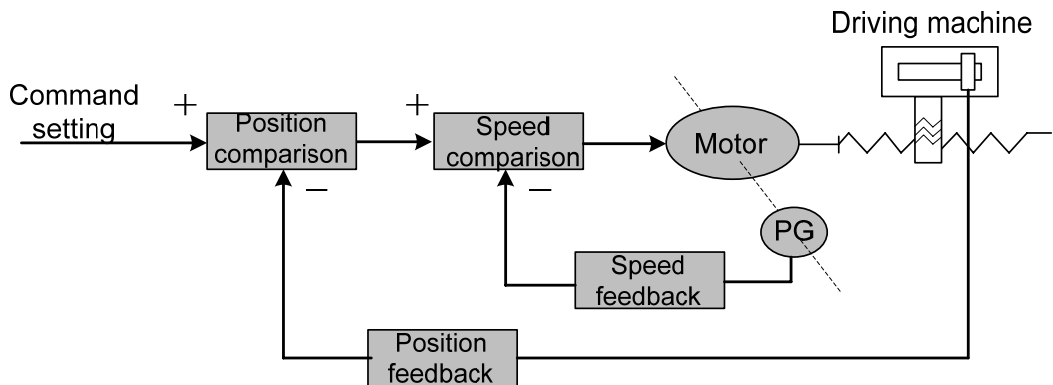 Driving machine
Command
setting
+
Position
comparison
−
+
Speed
comparison
−
Motor
PG
Speed
feedback
Position
feedback